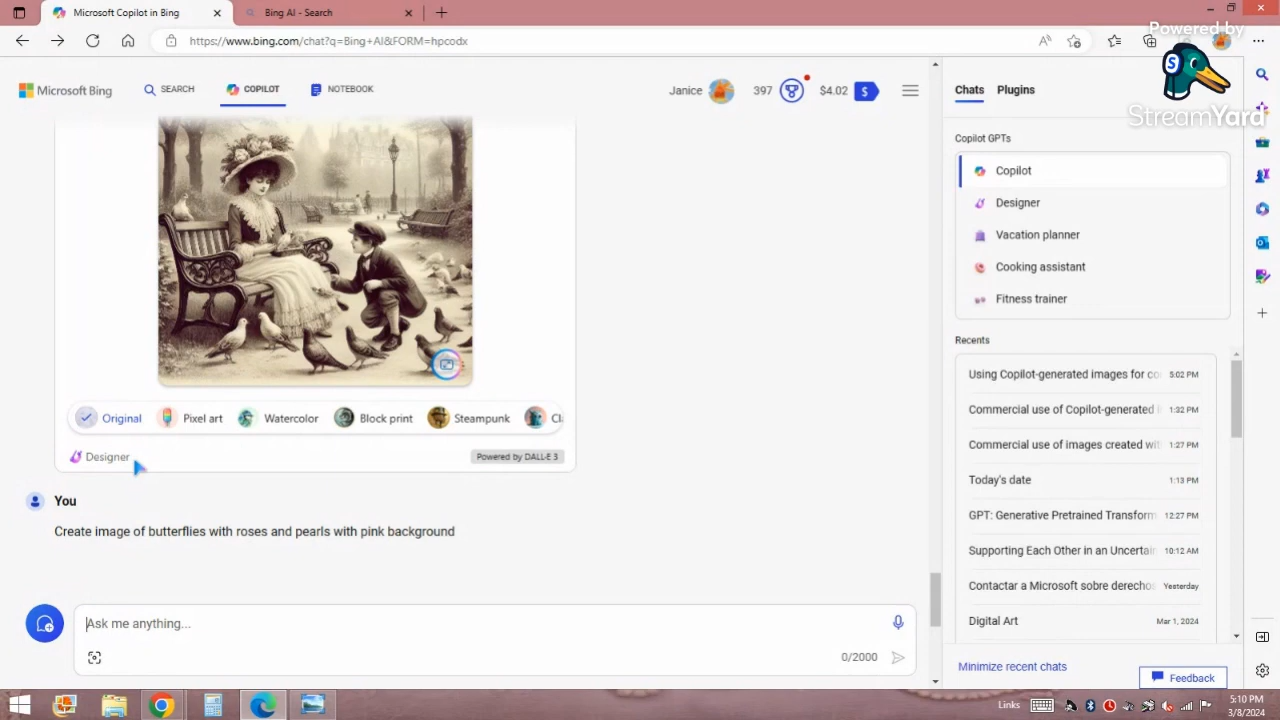 Microsoft Copilot in Bing
Bing AI - Search
https://www.bing.com/chat?q=Bing+AI&FORM=hpcodx
Powered by
StreamYard
Microsoft Bing
SEARCH
COPILOT
NOTEBOOK
Janice
397
$4.02
Chats
Plugins
Copilot GPTs
Copilot
Designer
Vacation planner
Cooking assistant
Fitness trainer
Recents
Using Copilot-generated images for co 5:02 PM
Commercial use of Copilot-generated i 1:32 PM
Commercial use of images created wit 1:27 PM
Today's date 1:13 PM
GPT: Generative Pretrained Transform 12:27 PM
Supporting Each Other in an Uncertain 10:12 AM
Contactar a Microsoft sobre derechos Yesterday
Digital Art Mar 1, 2024
Minimize recent chats
Feedback
Original
Pixel art
Watercolor
Block print
Steampunk
Cl
Designer
Powered by DALL·E 3
You
Create image of butterflies with roses and pearls with pink background
Ask me anything...
0/2000
Links
5:10 PM
3/8/2024